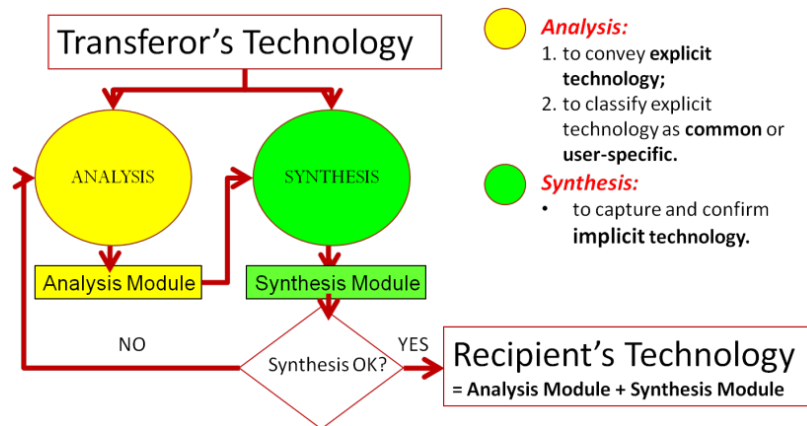 Transferor's Technology
ANALYSIS
SYNTHESIS
Analysis Module
Synthesis Module
NO
Synthesis OK?
YES
Recipient's Technology
= Analysis Module + Synthesis Module
Analysis:
1. to convey explicit
technology;
2. to classify explicit
technology as common or
user-specific.
Synthesis:
• to capture and confirm
implicit technology.